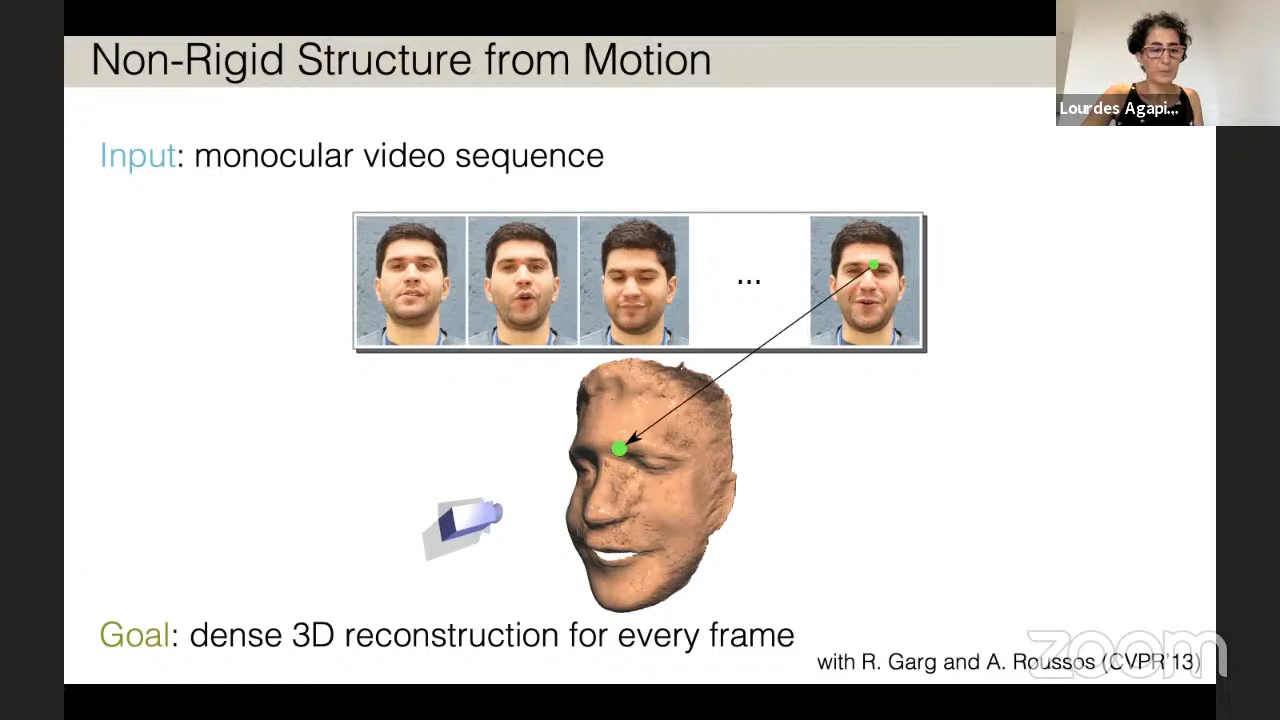 Non-Rigid Structure from Motion
Lourdes Agapi...
Input: monocular video sequence
...
Goal: dense 3D reconstruction for every frame
with R. Garg and A. Roussos (CVPR'13)
zoom